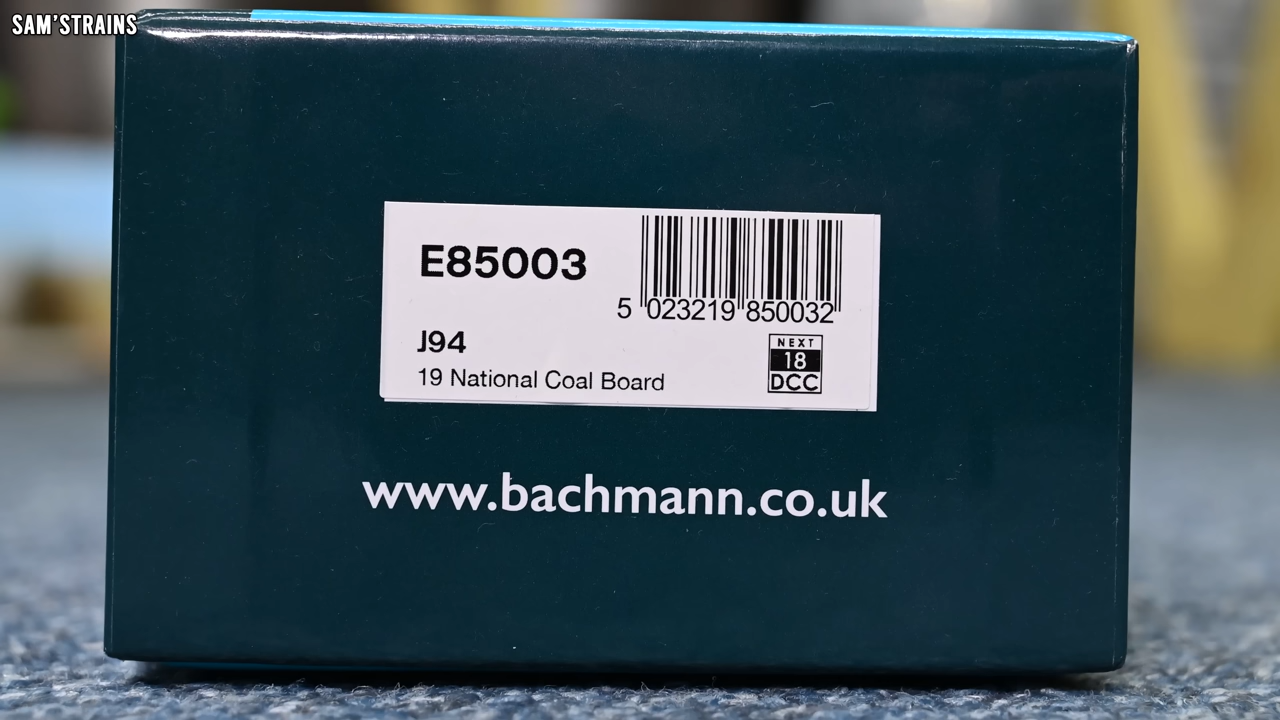 SAM'STRAINS
E85003
5 023219 850032
J94
19 National Coal Board
NEXT
18
DCC
www.bachmann.co.uk